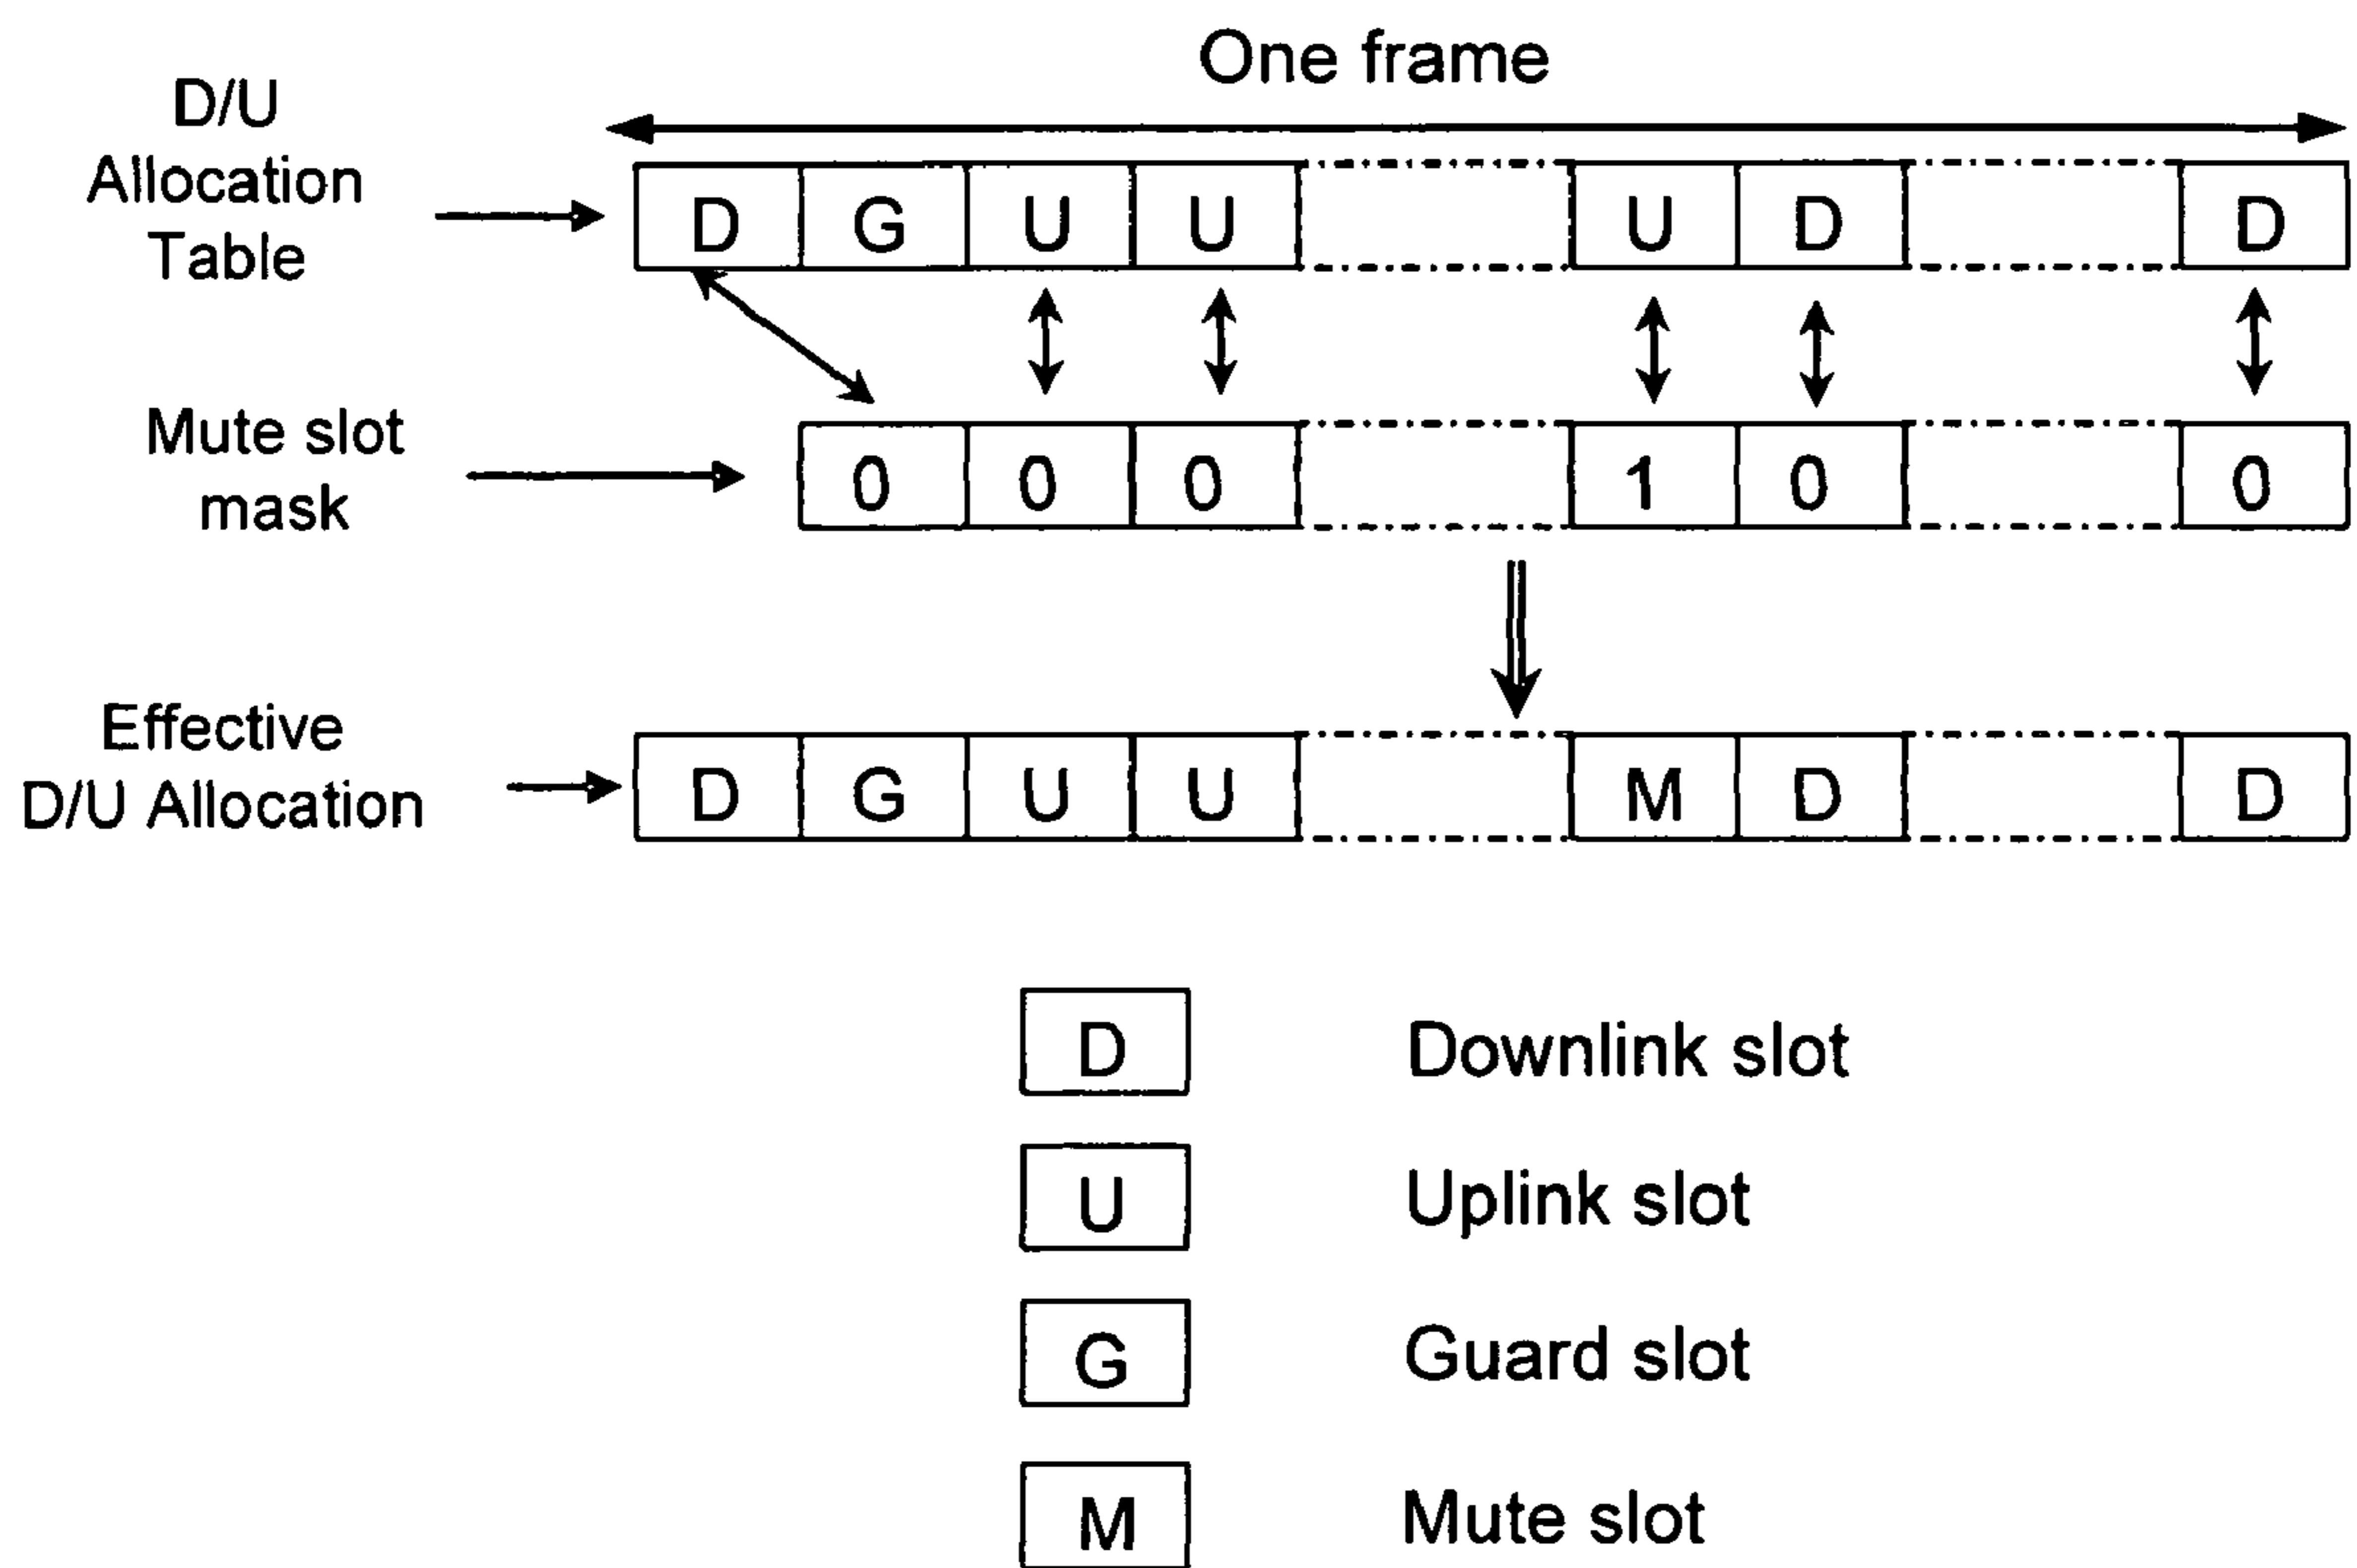 One frame
D/U
Allocation
Table
D G U U U D D
Mute slot
mask
0 0 0 1 0 0
Effective
D/U Allocation
D G U U M D D
D Downlink slot
U Uplink slot
G Guard slot
M Mute slot